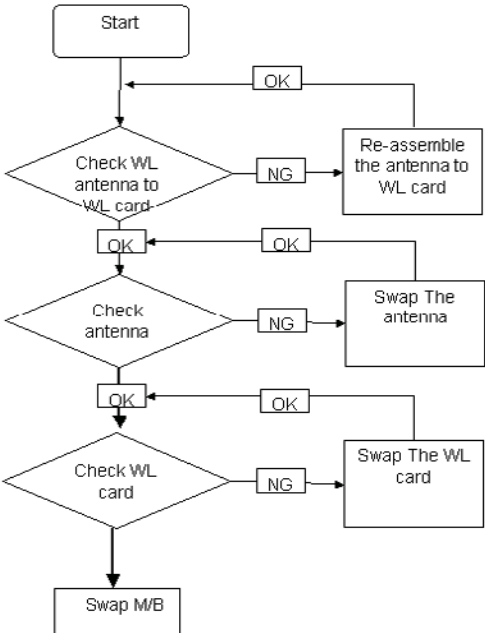 Start
OK
Check WL
antenna to
WL card
NG
Re-assemble
the antenna to
WL card
OK
OK
Check
antenna
NG
Swap The
antenna
OK
OK
Check WL
card
NG
Swap The WL
card
Swap M/B